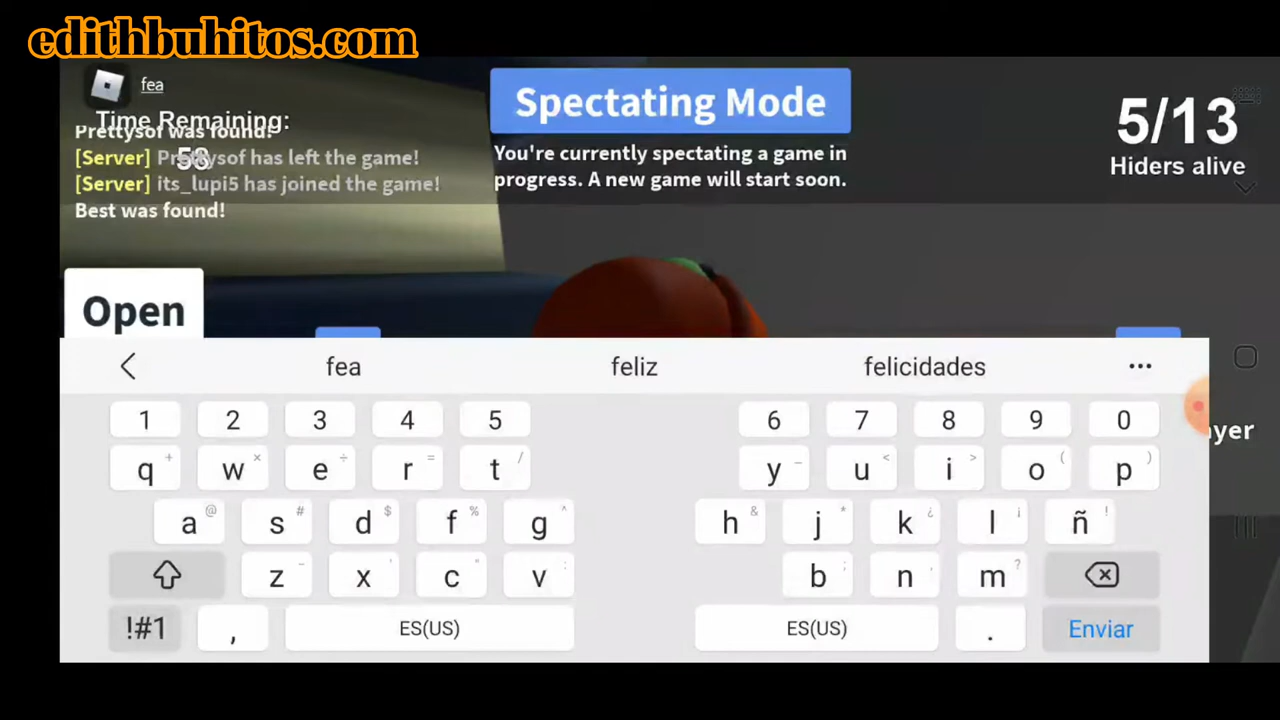 edithbuhitos.com
fea
Time Remaining:
58
Prettysof was found!
[Server] Prettysof has left the game!
[Server] its_lupi5 has joined the game!
Best was found!
Spectating Mode
You're currently spectating a game in
progress. A new game will start soon.
5/13
Hiders alive
Open
fea feliz felicidades ...
1 2 3 4 5 6 7 8 9 0
q + w × e ÷ r = t / y _ u < i > o ( p )
a @ s # d $ f % g ^ h & j * k ¿ l ¡ ñ !
z - x ' c " v : b ; n , m ?
!#1 , ES(US) ES(US) . Enviar